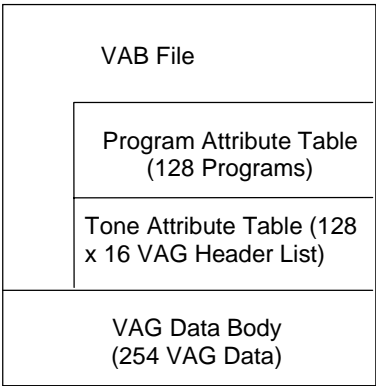 VAB File
Program Attribute Table
(128 Programs)
Tone Attribute Table (128
x 16 VAG Header List)
VAG Data Body
(254 VAG Data)